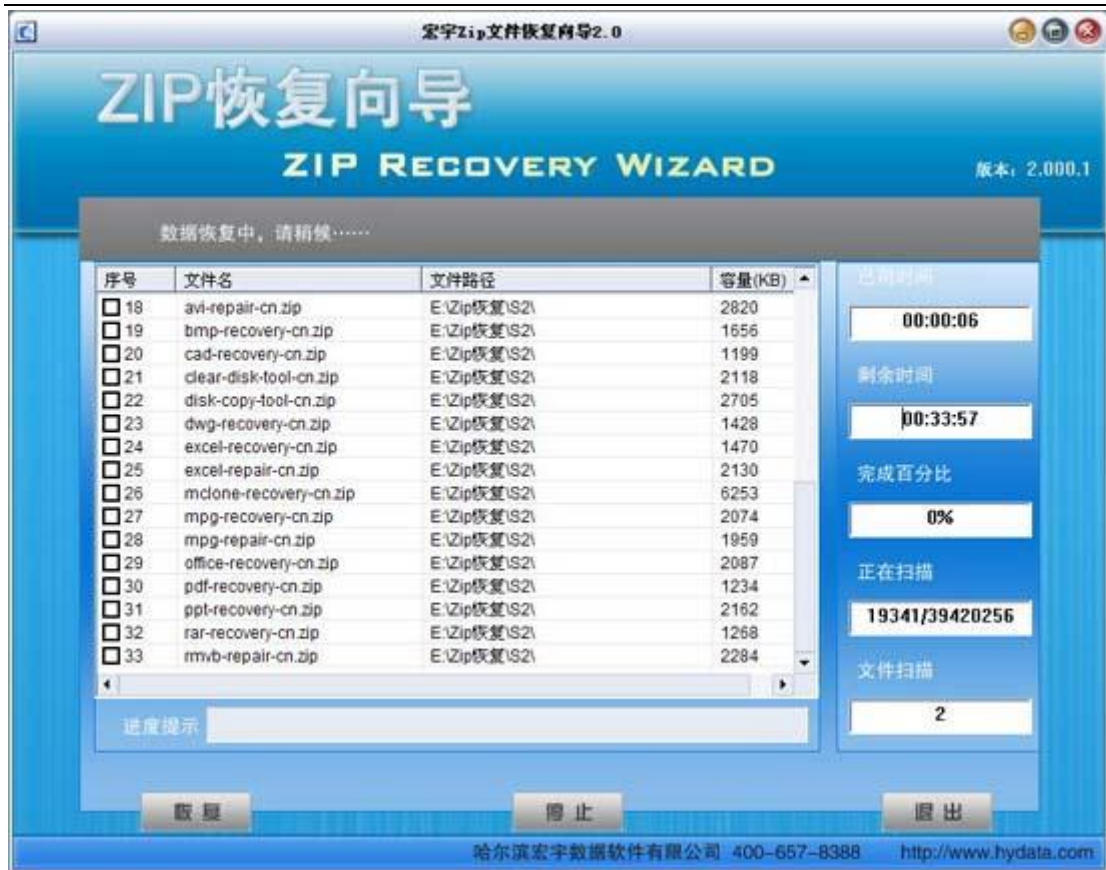 宏宇Zip文件恢复向导2.0
ZIP恢复向导
ZIP RECOVERY WIZARD
版本：2.000.1
数据恢复中，请稍候……
序号 文件名 文件路径 容量(KB)
18 avi-repair-cn.zip E:\Zip恢复\S2\ 2820
19 bmp-recovery-cn.zip E:\Zip恢复\S2\ 1656
20 cad-recovery-cn.zip E:\Zip恢复\S2\ 1199
21 clear-disk-tool-cn.zip E:\Zip恢复\S2\ 2118
22 disk-copy-tool-cn.zip E:\Zip恢复\S2\ 2705
23 dwg-recovery-cn.zip E:\Zip恢复\S2\ 1428
24 excel-recovery-cn.zip E:\Zip恢复\S2\ 1470
25 excel-repair-cn.zip E:\Zip恢复\S2\ 2130
26 mclone-recovery-cn.zip E:\Zip恢复\S2\ 6253
27 mpg-recovery-cn.zip E:\Zip恢复\S2\ 2074
28 mpg-repair-cn.zip E:\Zip恢复\S2\ 1959
29 office-recovery-cn.zip E:\Zip恢复\S2\ 2087
30 pdf-recovery-cn.zip E:\Zip恢复\S2\ 1234
31 ppt-recovery-cn.zip E:\Zip恢复\S2\ 2162
32 rar-recovery-cn.zip E:\Zip恢复\S2\ 1268
33 rmvb-repair-cn.zip E:\Zip恢复\S2\ 2284
已用时间
00:00:06
剩余时间
00:33:57
完成百分比
0%
正在扫描
19341/39420256
文件扫描
2
进度提示
恢复 停止 退出
哈尔滨宏宇数据软件有限公司 400-657-8388 http://www.hydata.com